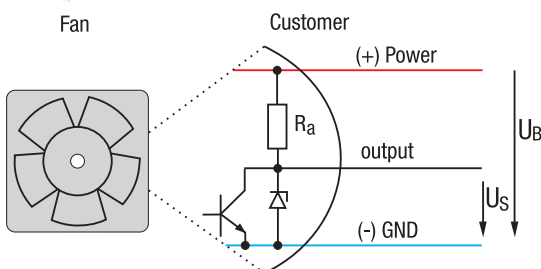 Fan
Customer
(+) Power
Ra
UB
output
US
(-) GND